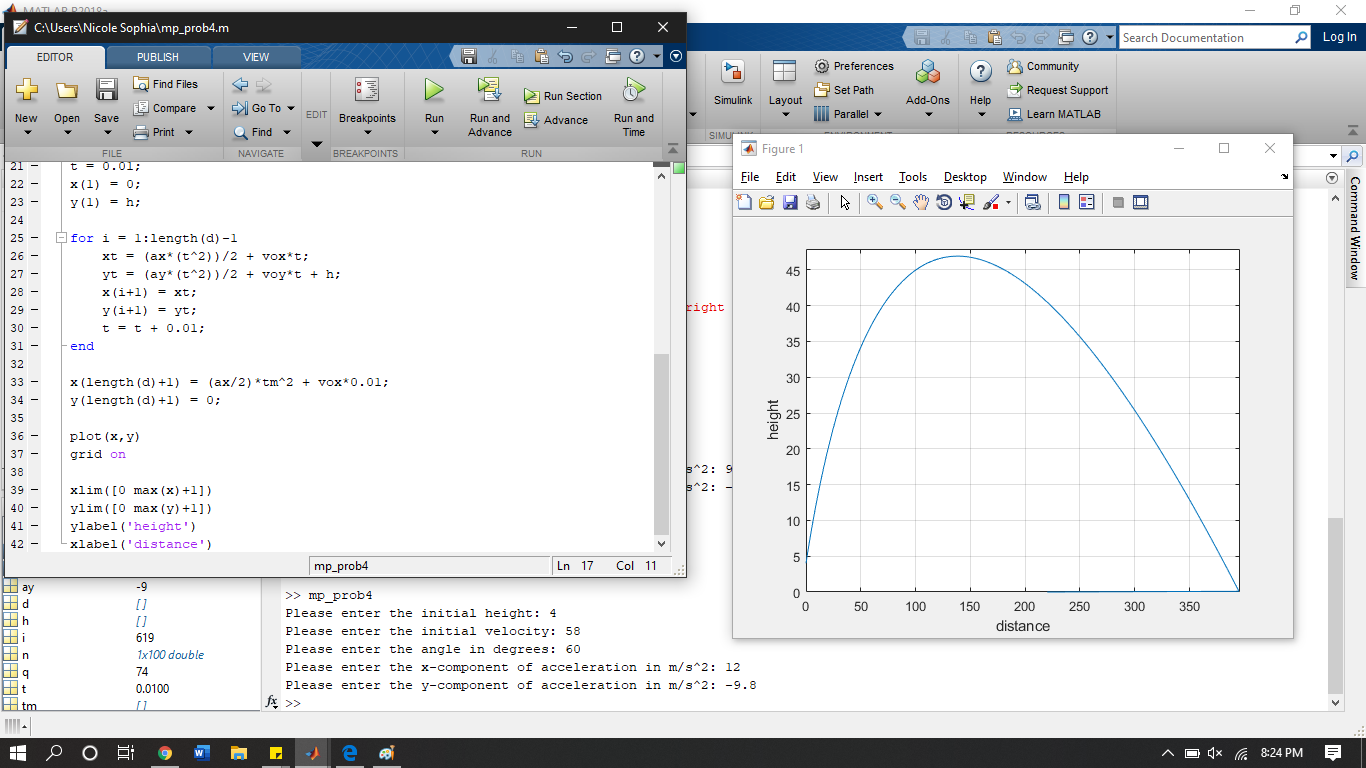 MATLAB R2018a
C:\Users\Nicole Sophia\mp_prob4.m
EDITOR PUBLISH VIEW
New Open Save
Find Files
Compare
Print
FILE
Go To
Find
NAVIGATE
EDIT
Breakpoints
BREAKPOINTS
Run
Run and Advance
Run Section
Advance
Run and Time
RUN
Search Documentation
Log In
Simulink
SIMULINK
Layout
Preferences
Set Path
Parallel
ENVIRONMENT
Add-Ons
Help
Community
Request Support
Learn MATLAB
RESOURCES
Command Window
21 t = 0.01;
22 x(1) = 0;
23 y(1) = h;
24
25 for i = 1:length(d)-1
26 xt = (ax*(t^2))/2 + vox*t;
27 yt = (ay*(t^2))/2 + voy*t + h;
28 x(i+1) = xt;
29 y(i+1) = yt;
30 t = t + 0.01;
31 end
32
33 x(length(d)+1) = (ax/2)*tm^2 + vox*0.01;
34 y(length(d)+1) = 0;
35
36 plot(x,y)
37 grid on
38
39 xlim([0 max(x)+1])
40 ylim([0 max(y)+1])
41 ylabel('height')
42 xlabel('distance')
mp_prob4
Ln 17 Col 11
right
s^2: 9
s^2: -
Figure 1
File Edit View Insert Tools Desktop Window Help
45
40
35
30
25
20
15
10
5
0
height
0 50 100 150 200 250 300 350
distance
ay -9
d []
h []
i 619
n 1x100 double
q 74
t 0.0100
tm []
>> mp_prob4
Please enter the initial height: 4
Please enter the initial velocity: 58
Please enter the angle in degrees: 60
Please enter the x-component of acceleration in m/s^2: 12
Please enter the y-component of acceleration in m/s^2: -9.8
fx >>
8:24 PM